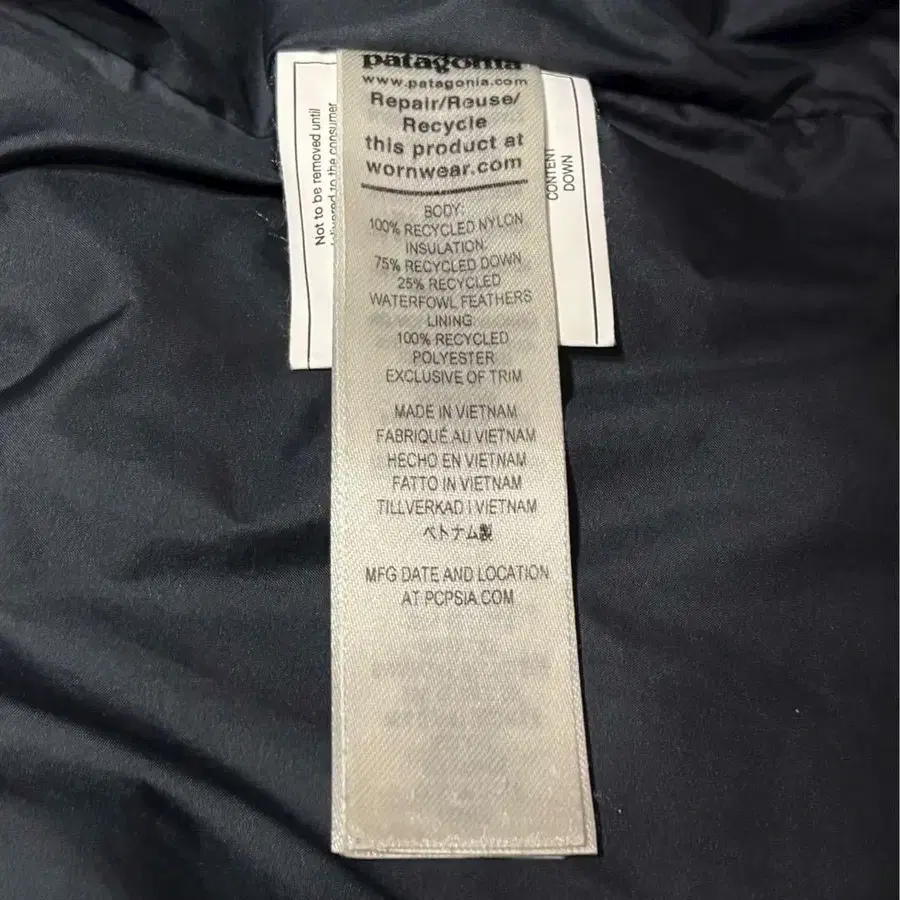 patagonia
www.patagonia.com
Repair/Reuse/
Recycle
this product at
wornwear.com
BODY:
100% RECYCLED NYLON
INSULATION:
75% RECYCLED DOWN
25% RECYCLED
WATERFOWL FEATHERS
LINING:
100% RECYCLED
POLYESTER
EXCLUSIVE OF TRIM
MADE IN VIETNAM
FABRIQUÉ AU VIETNAM
HECHO EN VIETNAM
FATTO IN VIETNAM
TILLVERKAD I VIETNAM
ベトナム製
MFG DATE AND LOCATION
AT PCPSIA.COM
Not to be removed until
delivered to the consumer
CONTENT
DOWN